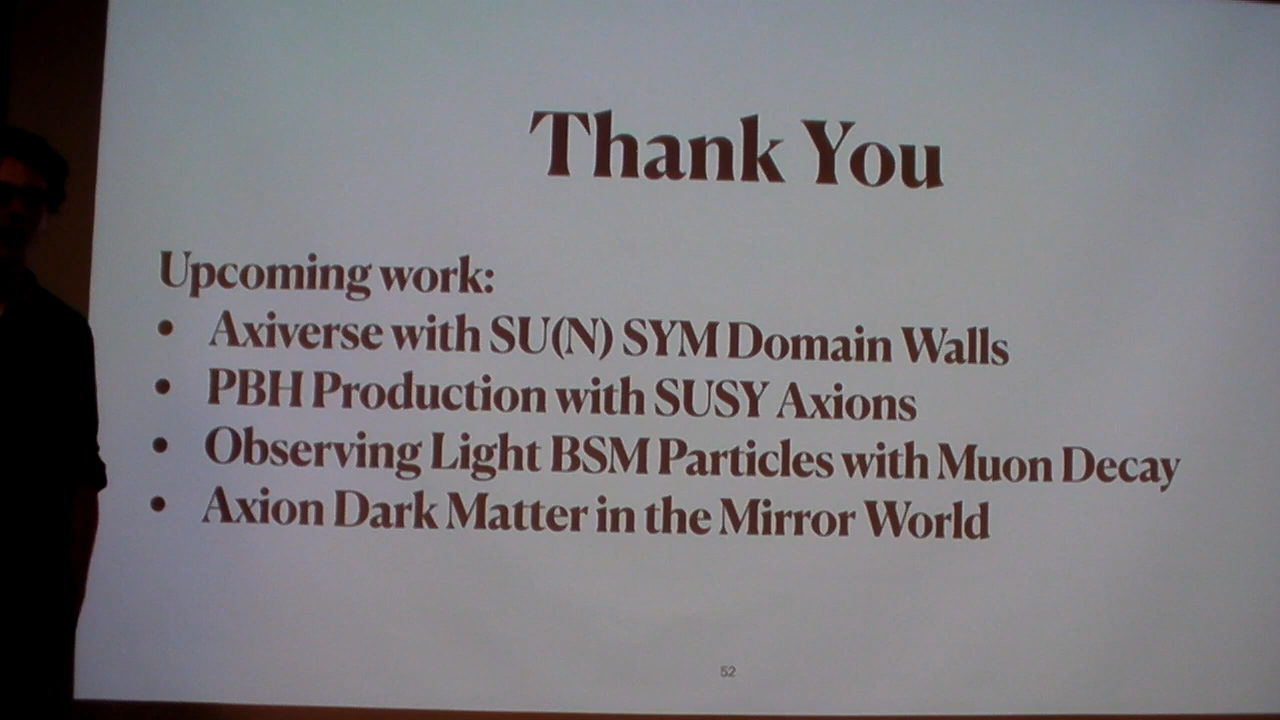 Thank You
Upcoming work:
• Axiverse with SU(N) SYM Domain Walls
• PBH Production with SUSY Axions
• Observing Light BSM Particles with Muon Decay
• Axion Dark Matter in the Mirror World
52